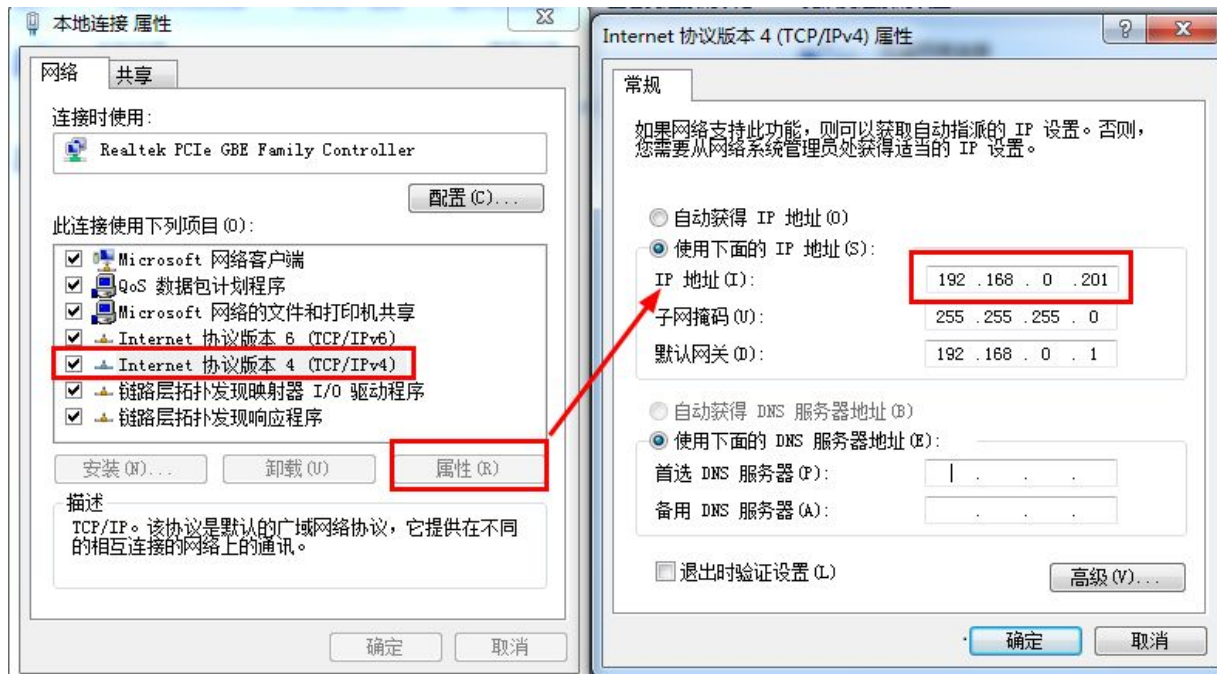 本地连接 属性
网络
共享
连接时使用:
Realtek PCIe GBE Family Controller
配置(C)...
此连接使用下列项目(O):
Microsoft 网络客户端
QoS 数据包计划程序
Microsoft 网络的文件和打印机共享
Internet 协议版本 6 (TCP/IPv6)
Internet 协议版本 4 (TCP/IPv4)
链路层拓扑发现映射器 I/O 驱动程序
链路层拓扑发现响应程序
安装(N)...
卸载(U)
属性(R)
描述
TCP/IP。该协议是默认的广域网络协议，它提供在不同
的相互连接的网络上的通讯。
确定
取消
Internet 协议版本 4 (TCP/IPv4) 属性
常规
如果网络支持此功能，则可以获取自动指派的 IP 设置。否则，
您需要从网络系统管理员处获得适当的 IP 设置。
自动获得 IP 地址(O)
使用下面的 IP 地址(S):
IP 地址(I):
192 .168 . 0 .201
子网掩码(U):
255 .255 .255 . 0
默认网关(D):
192 .168 . 0 . 1
自动获得 DNS 服务器地址(B)
使用下面的 DNS 服务器地址(E):
首选 DNS 服务器(P):
备用 DNS 服务器(A):
退出时验证设置(L)
高级(V)...
确定
取消